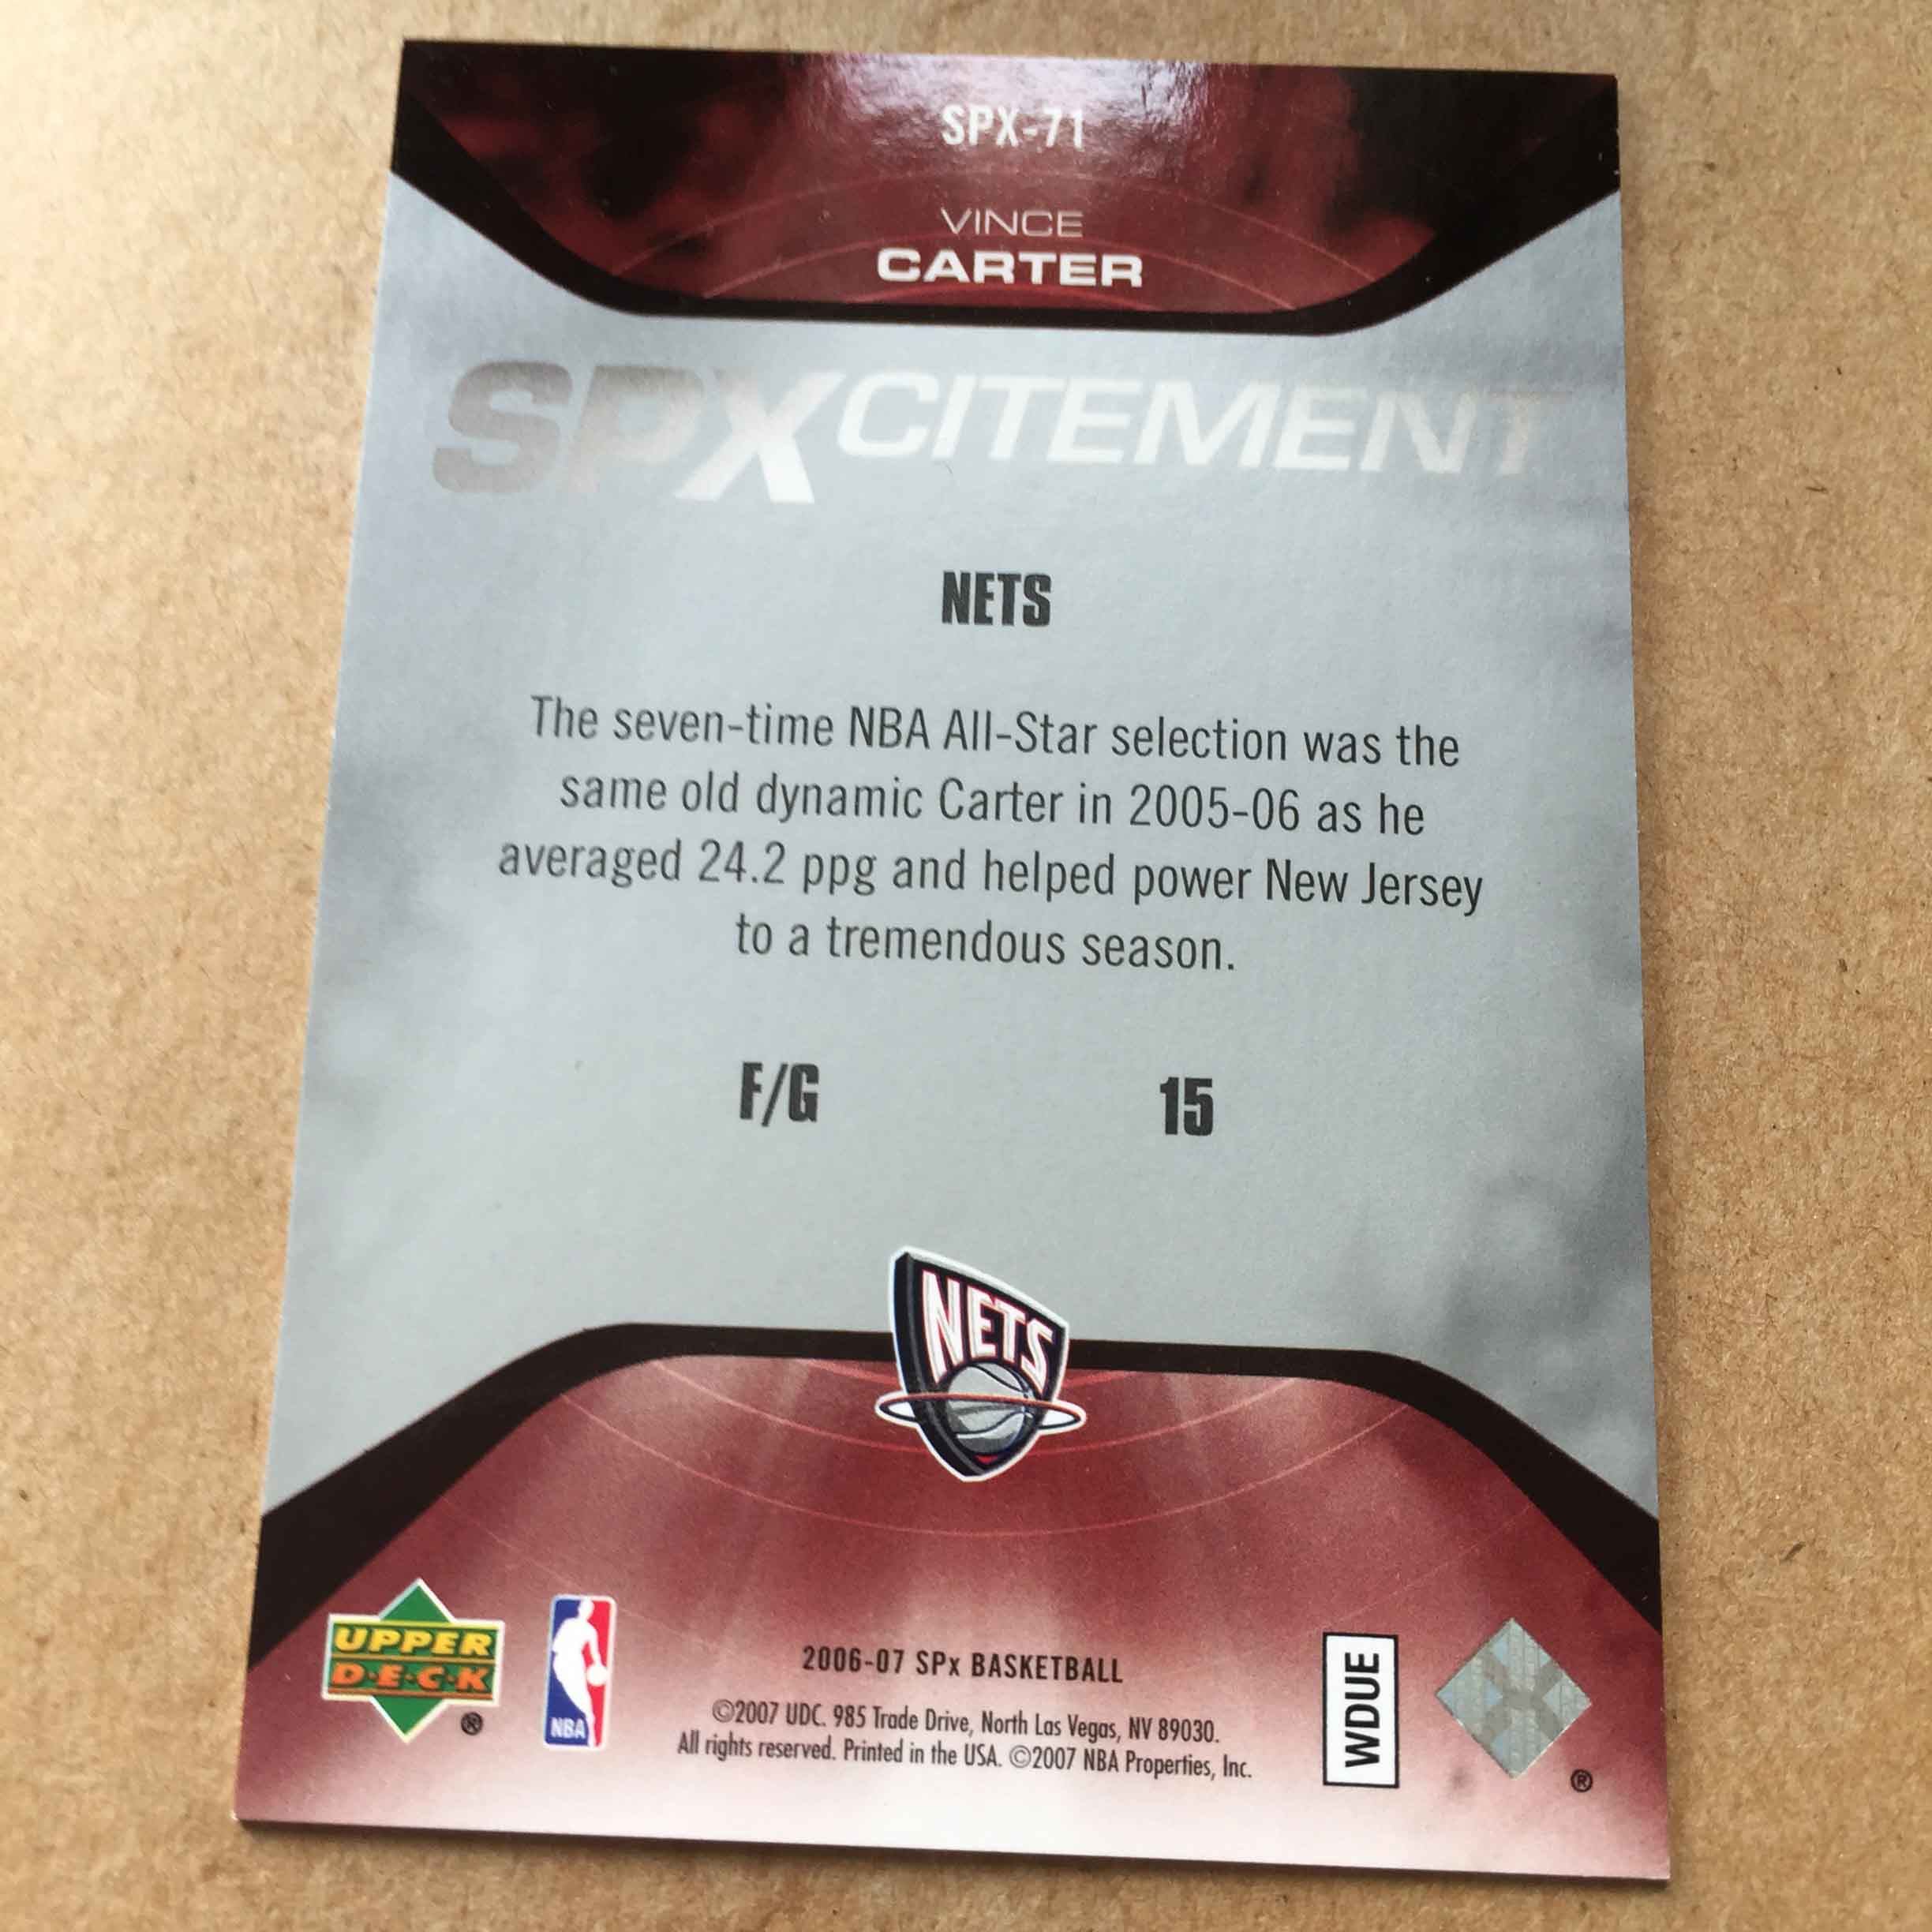 SPX-71
VINCE
CARTER
SPXCITEMENT
NETS
The seven-time NBA All-Star selection was the
same old dynamic Carter in 2005-06 as he
averaged 24.2 ppg and helped power New Jersey
to a tremendous season.
F/G 15
NETS
UPPER
D·E·C·K
®
NBA
2006-07 SPx BASKETBALL
©2007 UDC. 985 Trade Drive, North Las Vegas, NV 89030.
All rights reserved. Printed in the USA. ©2007 NBA Properties, Inc.
WDUE
®